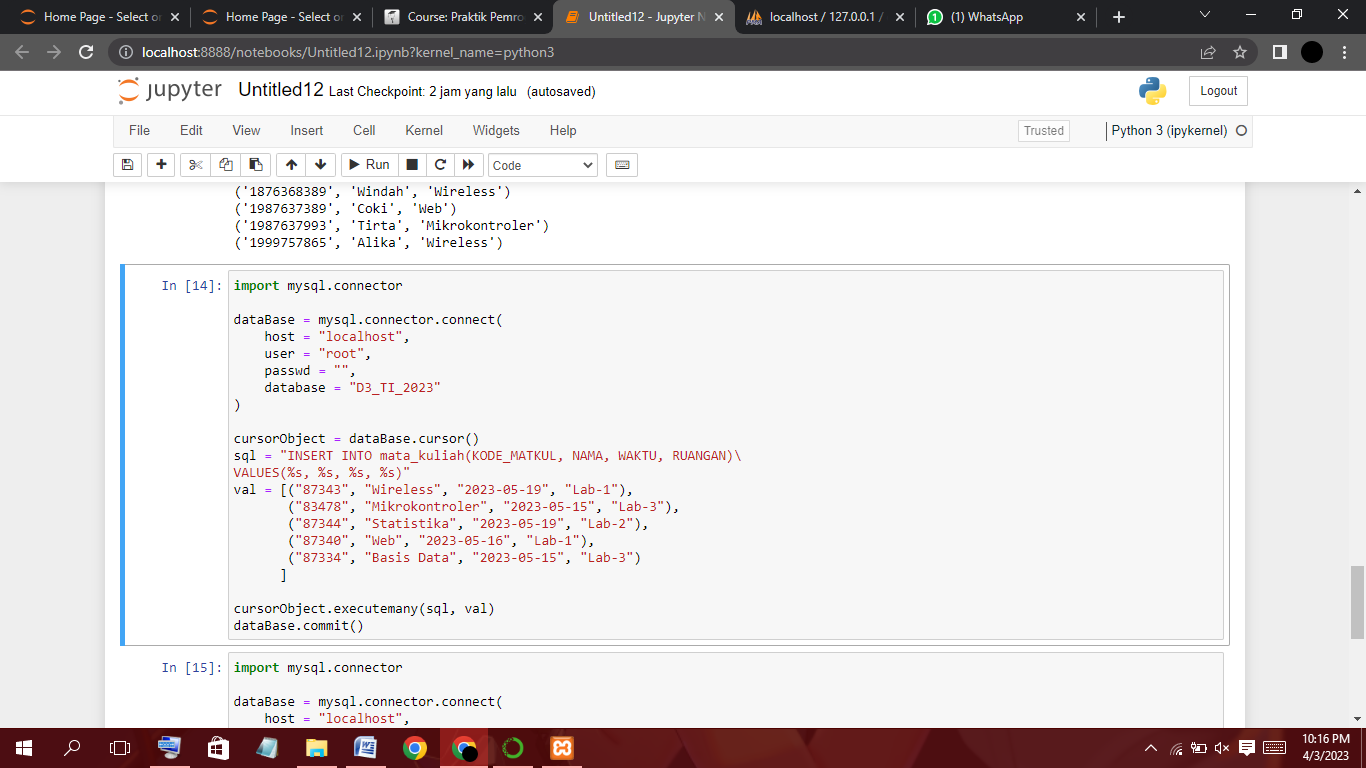 Home Page - Select or
Home Page - Select or
Course: Praktik Pemro
Untitled12 - Jupyter N
localhost / 127.0.0.1 /
(1) WhatsApp
localhost:8888/notebooks/Untitled12.ipynb?kernel_name=python3
jupyter Untitled12 Last Checkpoint: 2 jam yang lalu (autosaved)
Logout
File Edit View Insert Cell Kernel Widgets Help
Trusted
Python 3 (ipykernel)
Run
Code
('1876368389', 'Windah', 'Wireless')
('1987637389', 'Coki', 'Web')
('1987637993', 'Tirta', 'Mikrokontroler')
('1999757865', 'Alika', 'Wireless')
In [14]: import mysql.connector
dataBase = mysql.connector.connect(
host = "localhost",
user = "root",
passwd = "",
database = "D3_TI_2023"
)
cursorObject = dataBase.cursor()
sql = "INSERT INTO mata_kuliah(KODE_MATKUL, NAMA, WAKTU, RUANGAN)\
VALUES(%s, %s, %s, %s)"
val = [("87343", "Wireless", "2023-05-19", "Lab-1"),
("83478", "Mikrokontroler", "2023-05-15", "Lab-3"),
("87344", "Statistika", "2023-05-19", "Lab-2"),
("87340", "Web", "2023-05-16", "Lab-1"),
("87334", "Basis Data", "2023-05-15", "Lab-3")
]
cursorObject.executemany(sql, val)
dataBase.commit()
In [15]: import mysql.connector
dataBase = mysql.connector.connect(
host = "localhost",
10:16 PM
4/3/2023